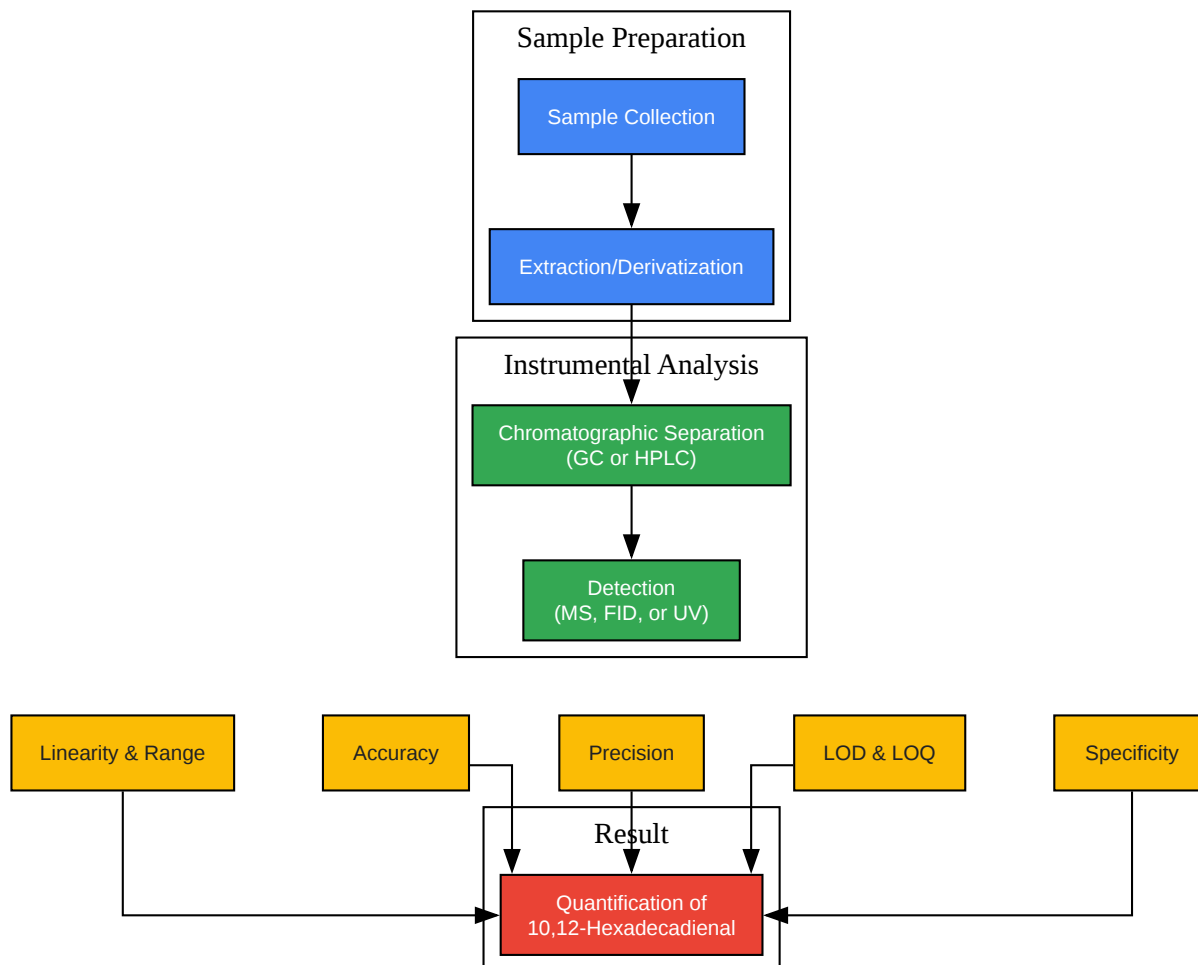 Sample Preparation
Sample Collection
Extraction/Derivatization
Instrumental Analysis
Chromatographic Separation
(GC or HPLC)
Detection
(MS, FID, or UV)
Linearity & Range
Accuracy
Precision
LOD & LOQ
Specificity
Result
Quantification of
10,12-Hexadecadienal